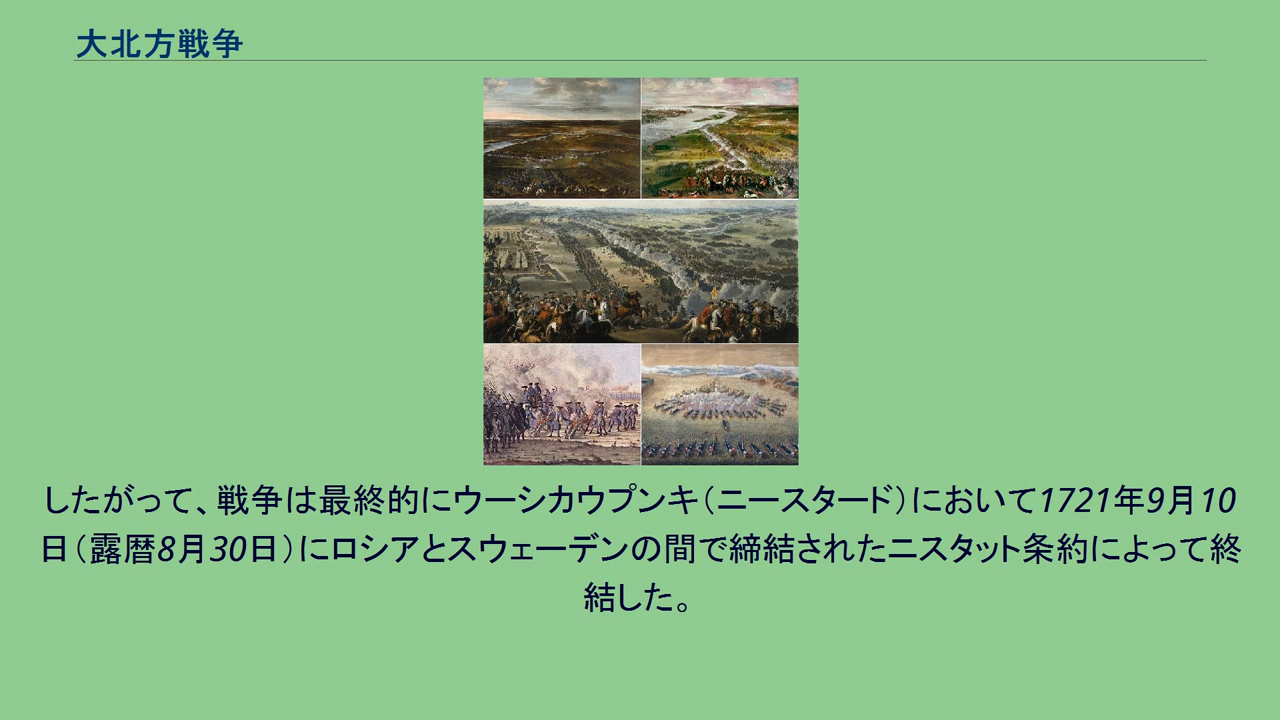 大北方戦争
したがって、戦争は最終的にウーシカウプンキ（ニースタード）において1721年9月10
日（露暦8月30日）にロシアとスウェーデンの間で締結されたニスタット条約によって終
結した。